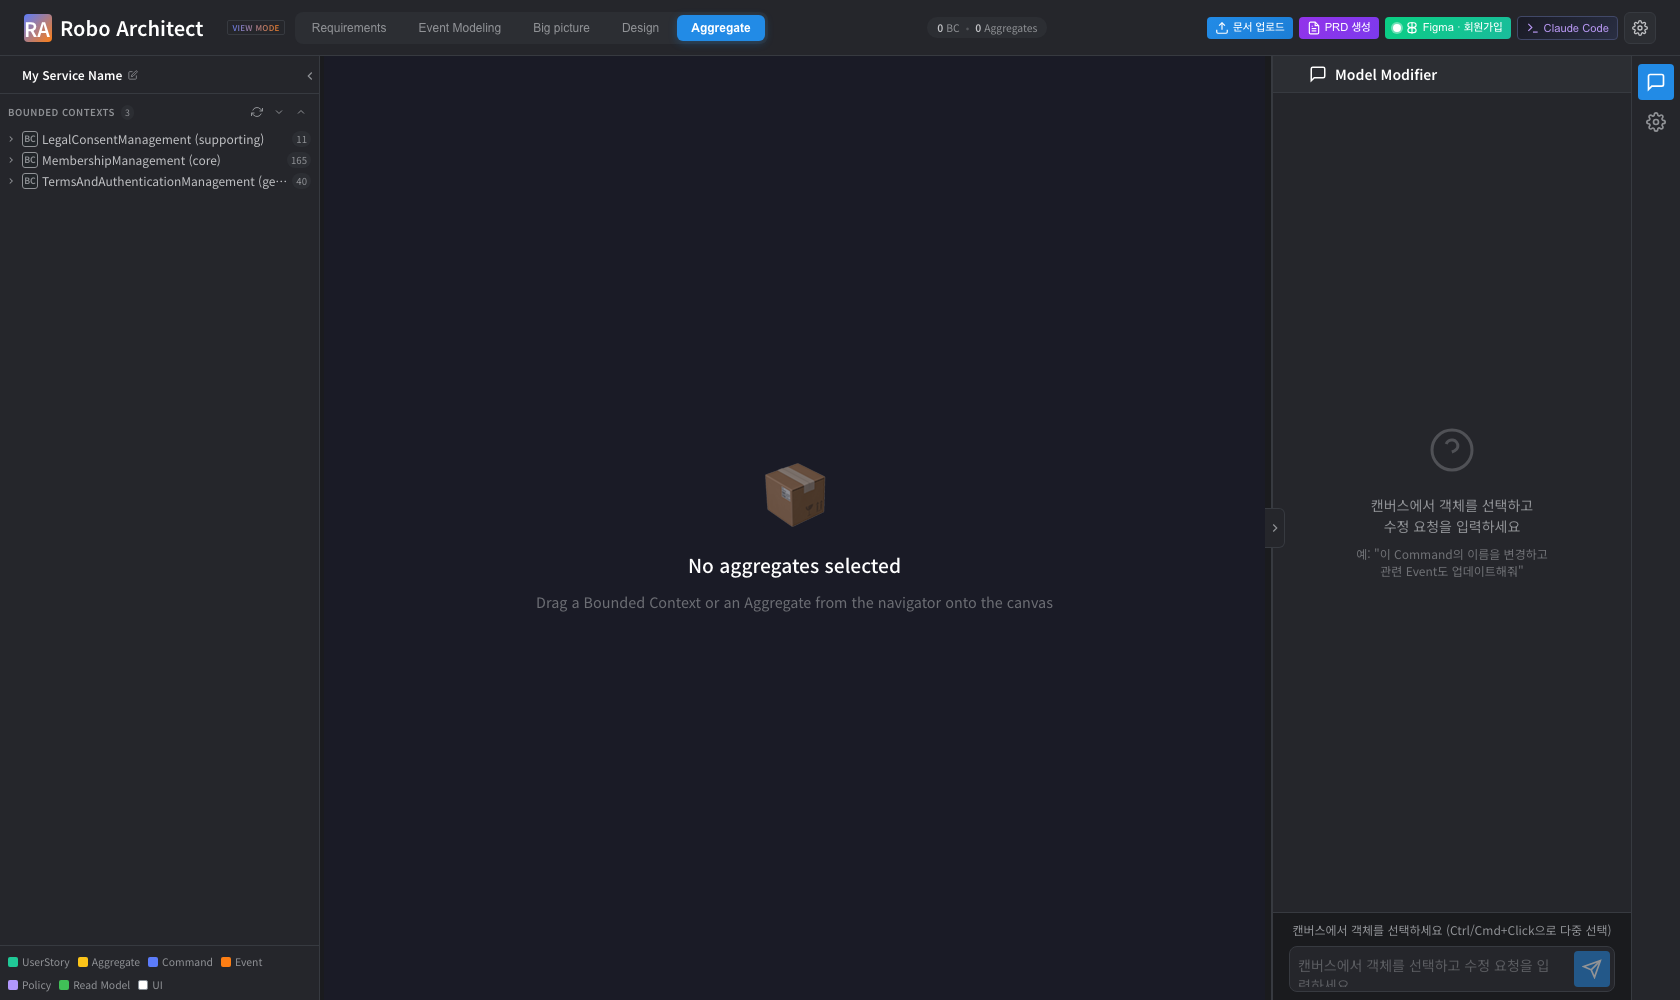 RA Robo Architect
VIEW MODE
Requirements
Event Modeling
Big picture
Design
Aggregate
0 BC • 0 Aggregates
문서 업로드
PRD 생성
Figma · 회원가입
Claude Code
My Service Name
BOUNDED CONTEXTS 3
BC LegalConsentManagement (supporting) 11
BC MembershipManagement (core) 165
BC TermsAndAuthenticationManagement (ge··· 40
No aggregates selected
Drag a Bounded Context or an Aggregate from the navigator onto the canvas
Model Modifier
캔버스에서 객체를 선택하고
수정 요청을 입력하세요
예: "이 Command의 이름을 변경하고
관련 Event도 업데이트해줘"
캔버스에서 객체를 선택하세요 (Ctrl/Cmd+Click으로 다중 선택)
캔버스에서 객체를 선택하고 수정 요청을 입
력하세요
UserStory Aggregate Command Event
Policy Read Model UI